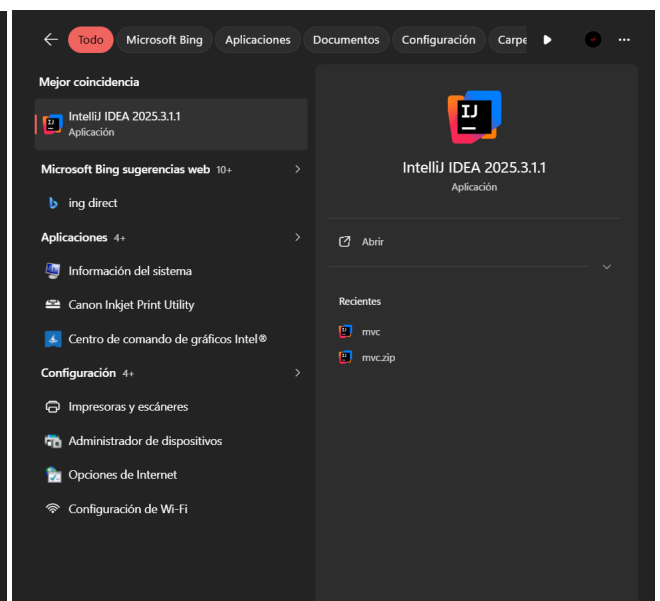 Todo
Microsoft Bing
Aplicaciones
Documentos
Configuración
Carpe
Mejor coincidencia
IntelliJ IDEA 2025.3.1.1
Aplicación
Microsoft Bing sugerencias web 10+
ing direct
Aplicaciones 4+
Información del sistema
Canon Inkjet Print Utility
Centro de comando de gráficos Intel®
Configuración 4+
Impresoras y escáneres
Administrador de dispositivos
Opciones de Internet
Configuración de Wi-Fi
IJ
IntelliJ IDEA 2025.3.1.1
Aplicación
Abrir
Recientes
mvc
mvc.zip